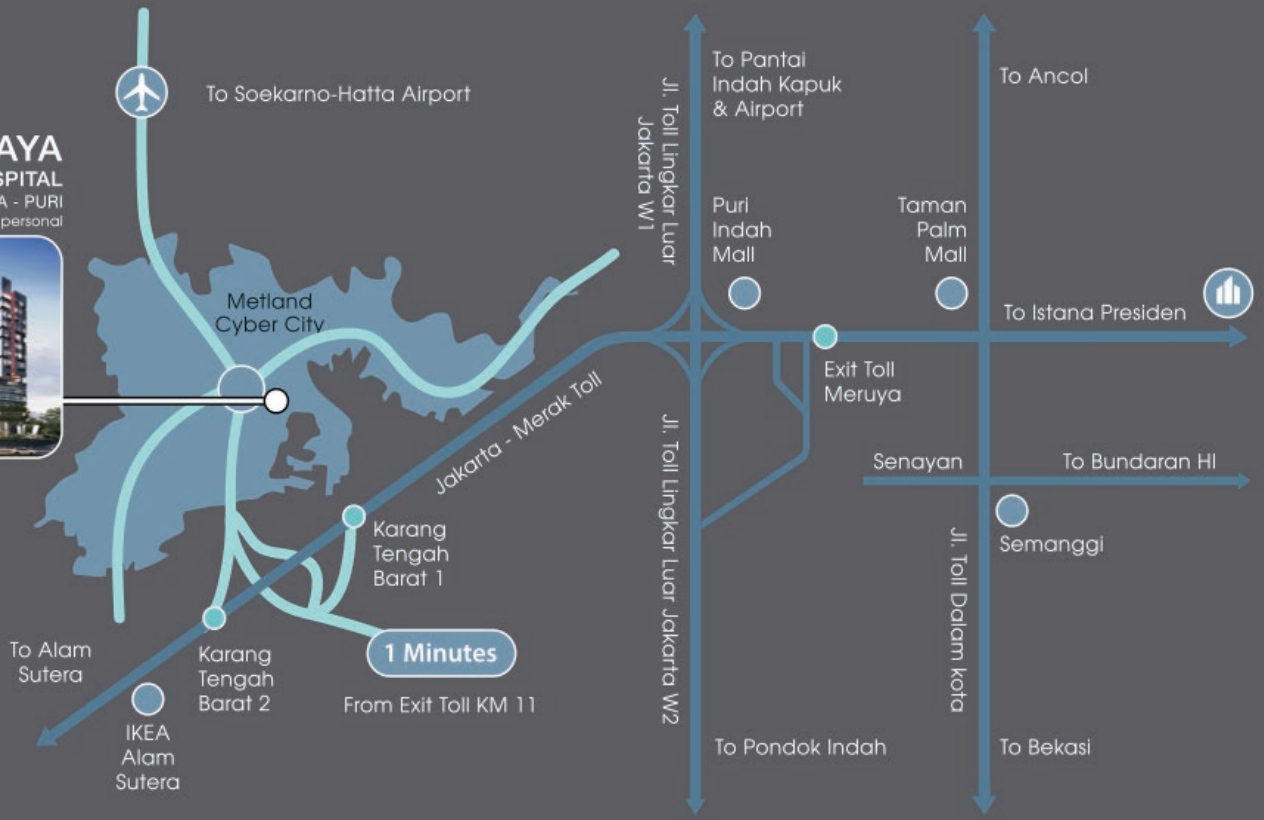 To Soekarno-Hatta Airport
AYA
SPITAL
A - PURI
personal
Metland
Cyber City
Jl. Toll Lingkar Luar
Jakarta W1
To Pantai
Indah Kapuk
& Airport
To Ancol
Puri
Indah
Mall
Taman
Palm
Mall
To Istana Presiden
Exit Toll
Meruya
Jakarta - Merak Toll
Senayan
To Bundaran HI
Semanggi
Karang
Tengah
Barat 1
Jl. Toll Lingkar Luar Jakarta W2
Jl. Toll Dalam kota
To Alam
Sutera
Karang
Tengah
Barat 2
1 Minutes
From Exit Toll KM 11
IKEA
Alam
Sutera
To Pondok Indah
To Bekasi